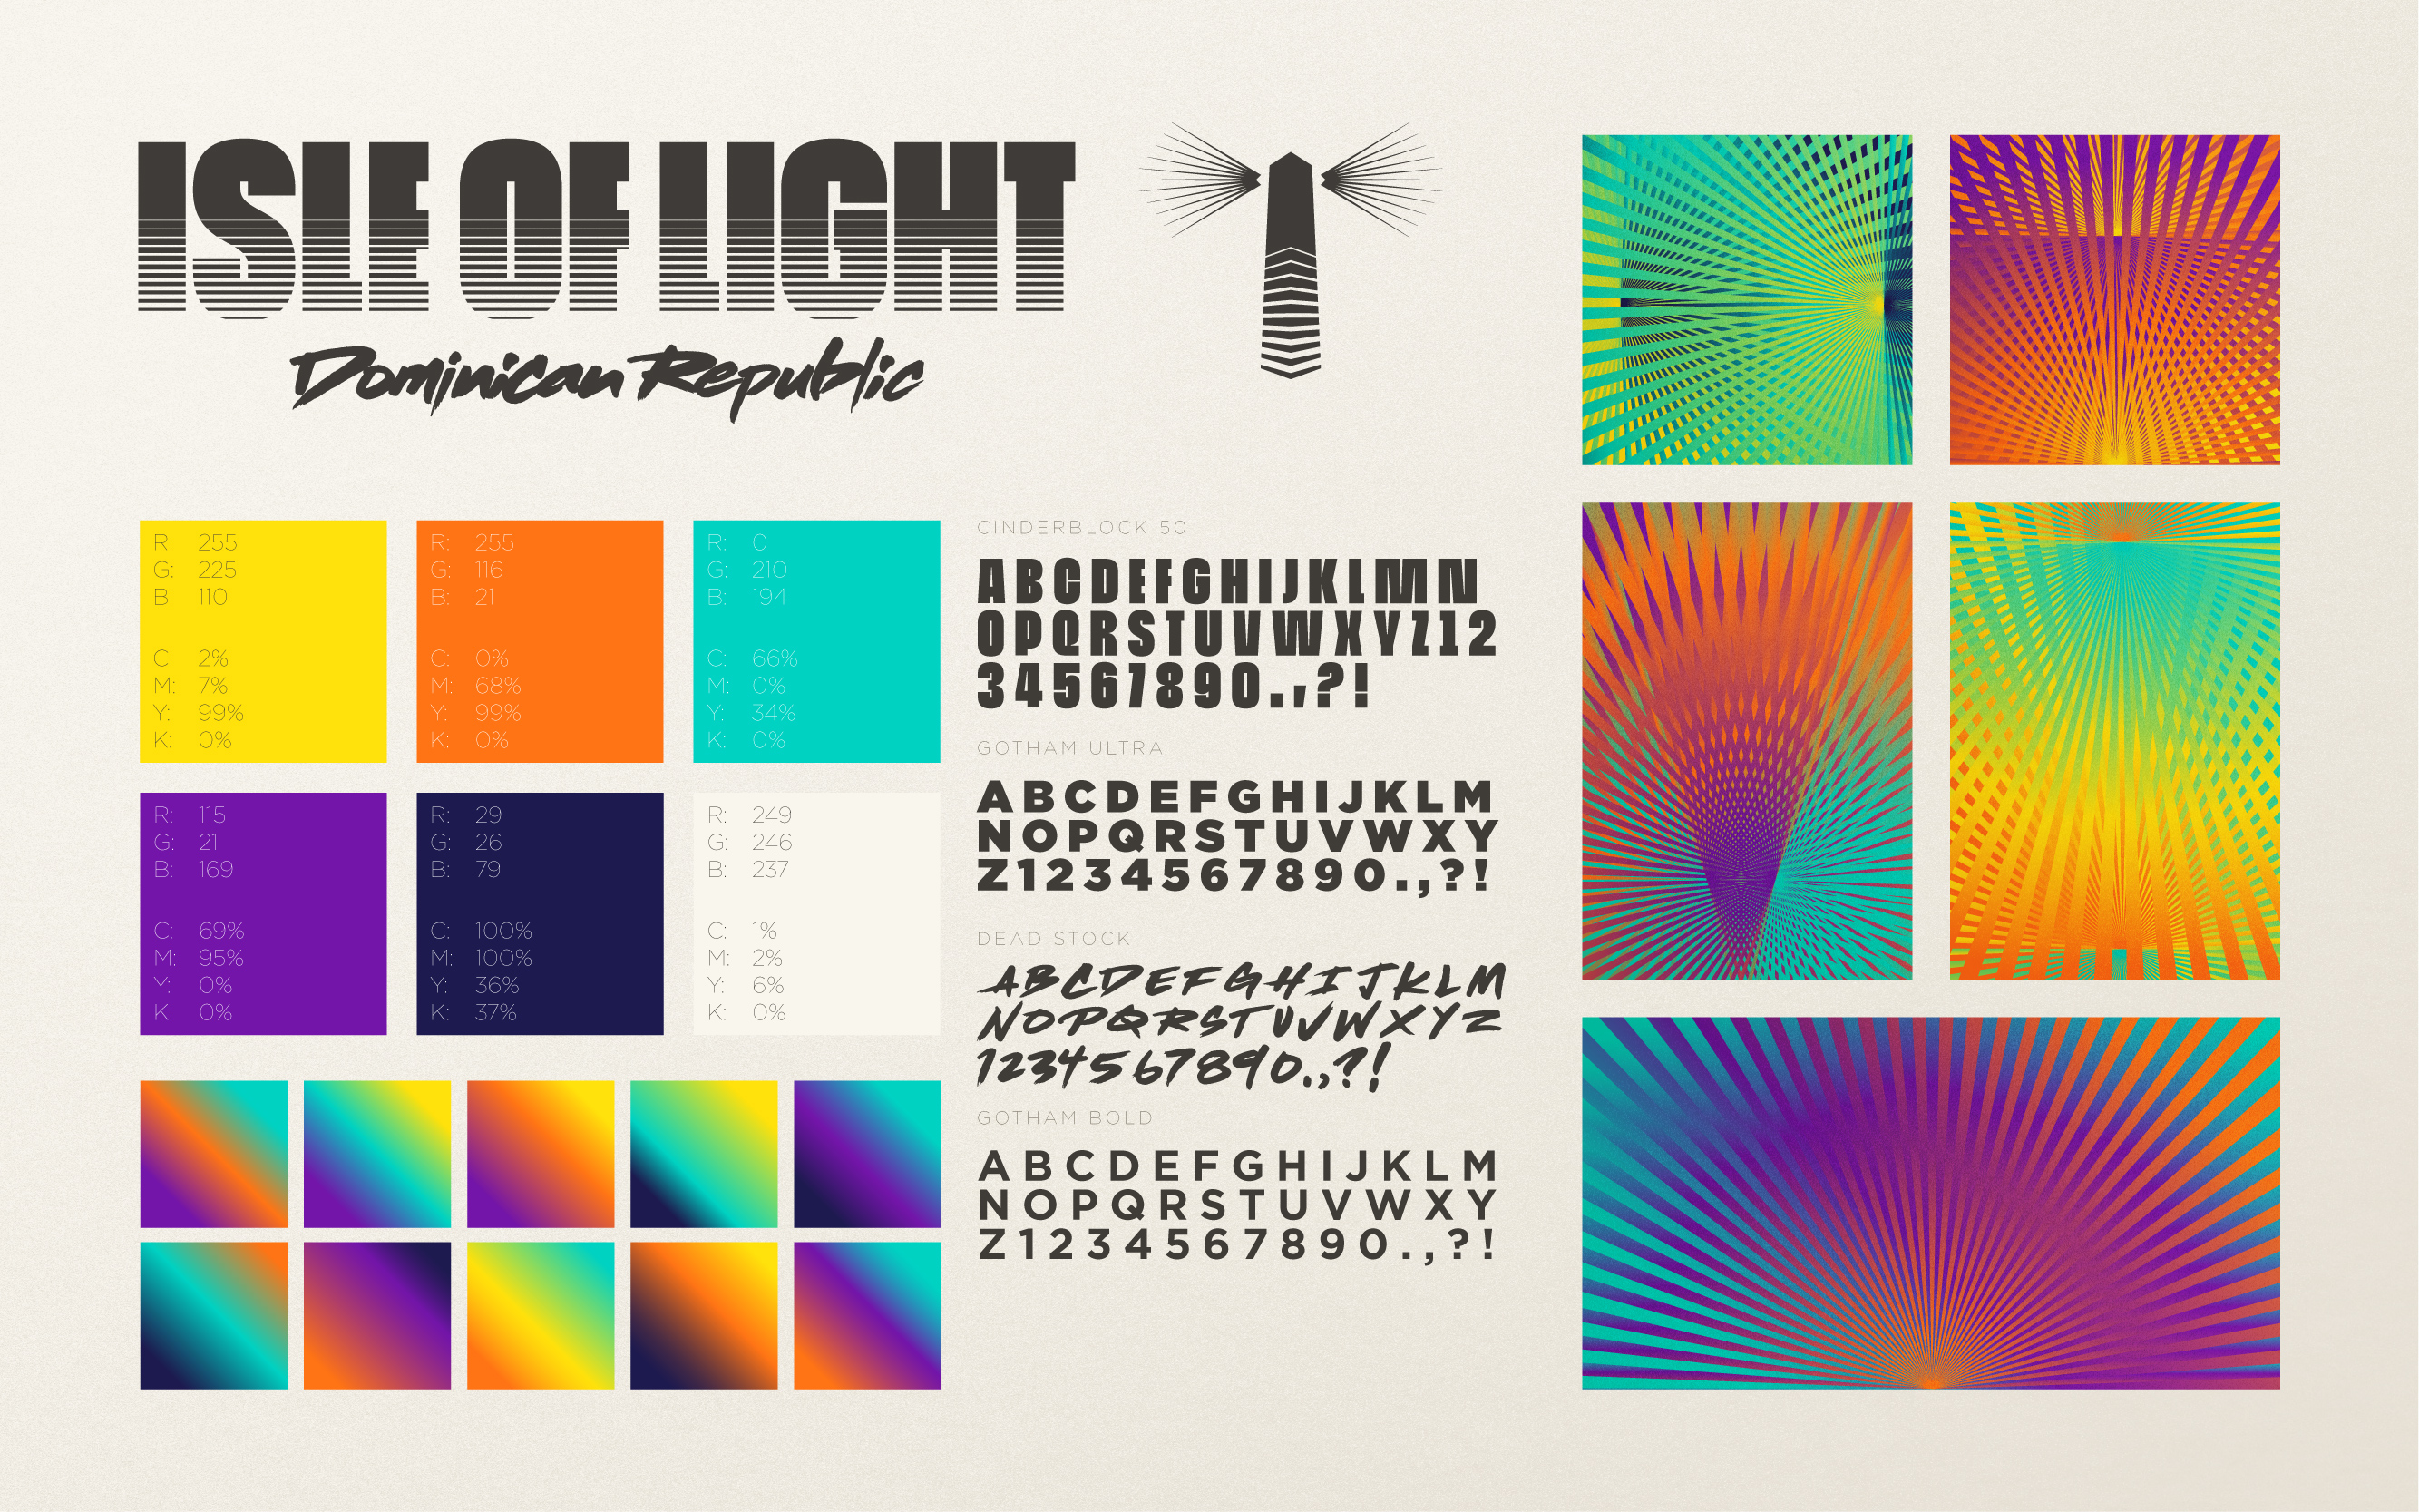 ISLE OF LIGHT
Dominican Republic
R: 255
G: 225
B: 110
C: 2%
M: 7%
Y: 99%
K: 0%
R: 255
G: 116
B: 21
C: 0%
M: 68%
Y: 99%
K: 0%
R: 0
G: 210
B: 194
C: 66%
M: 0%
Y: 34%
K: 0%
R: 115
G: 21
B: 169
C: 69%
M: 95%
Y: 0%
K: 0%
R: 29
G: 26
B: 79
C: 100%
M: 100%
Y: 36%
K: 37%
R: 249
G: 246
B: 237
C: 1%
M: 2%
Y: 6%
K: 0%
CINDERBLOCK 50
ABCDEFGHIJKLMN
OPQRSTUVWXYZ12
34567890.,?!
GOTHAM ULTRA
ABCDEFGHIJKLM
NOPQRSTUVWXY
Z1234567890.,?!
DEAD STOCK
ABCDEFGHIJKLM
NOPQRSTUVWXYZ
1234567890.,?!
GOTHAM BOLD
ABCDEFGHIJKLM
NOPQRSTUVWXY
Z1234567890.,?!